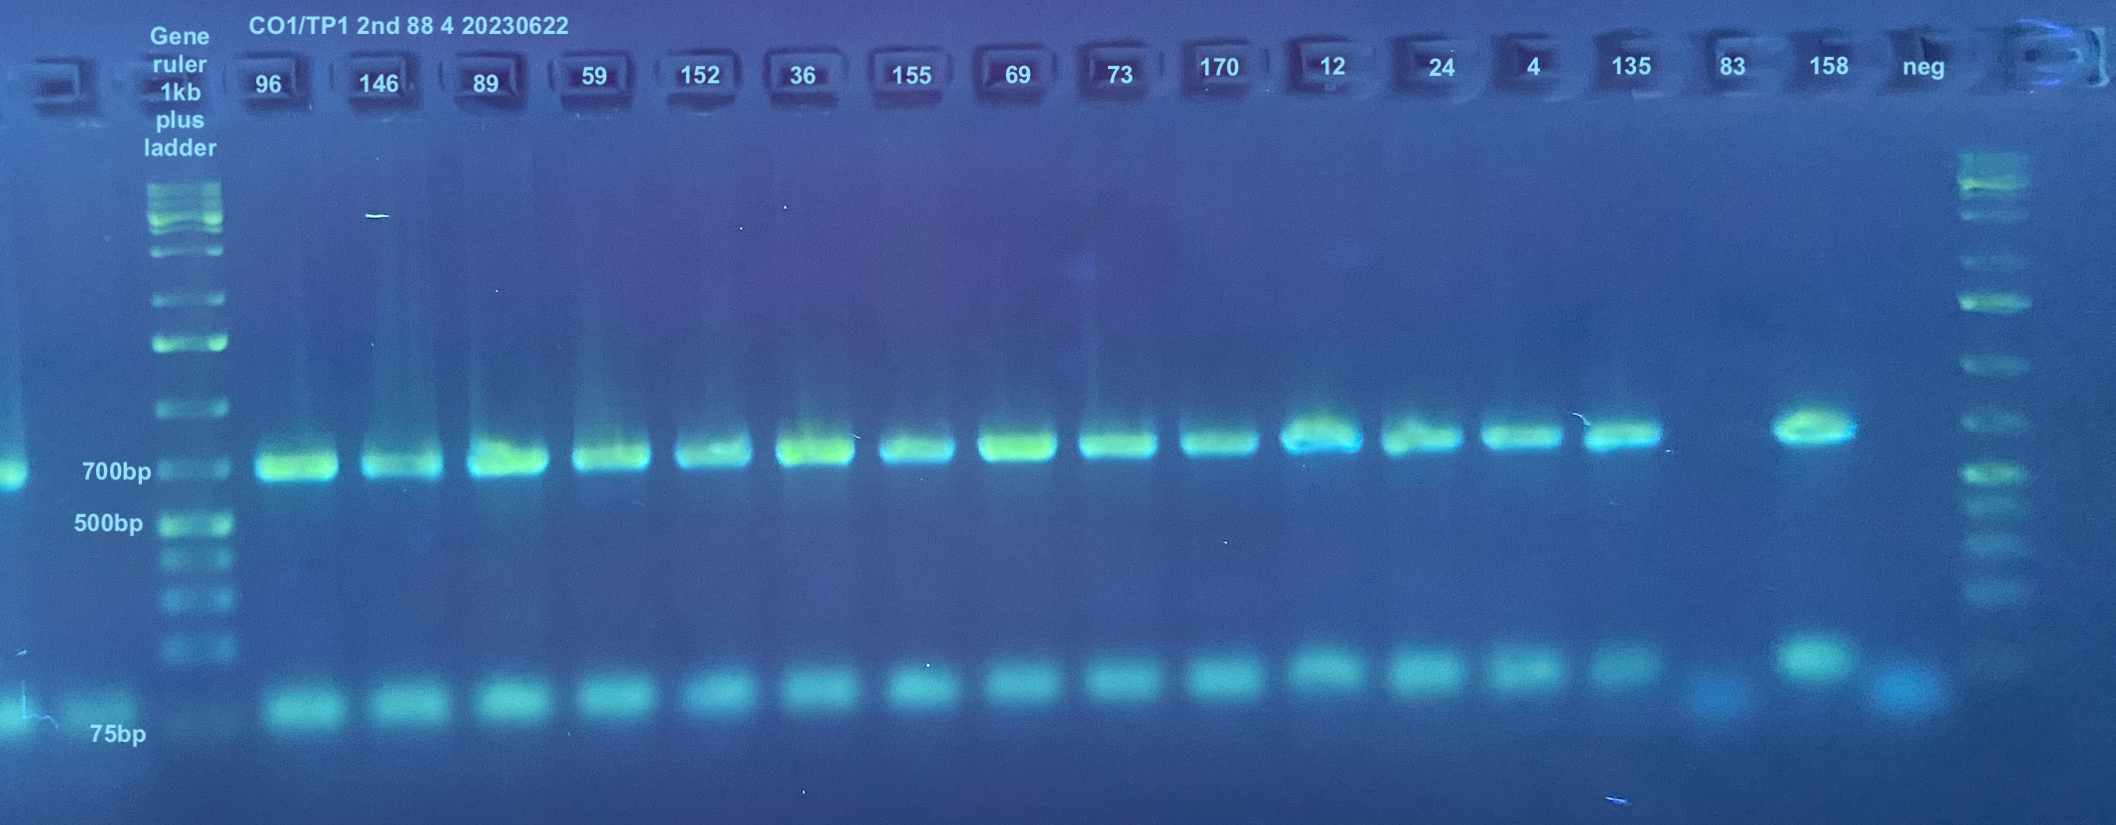 CO1/TP1 2nd 88 4 20230622
Gene
ruler
1kb
plus
ladder
96 146 89 59 152 36 155 69 73 170 12 24 4 135 83 158 neg
700bp
500bp
75bp